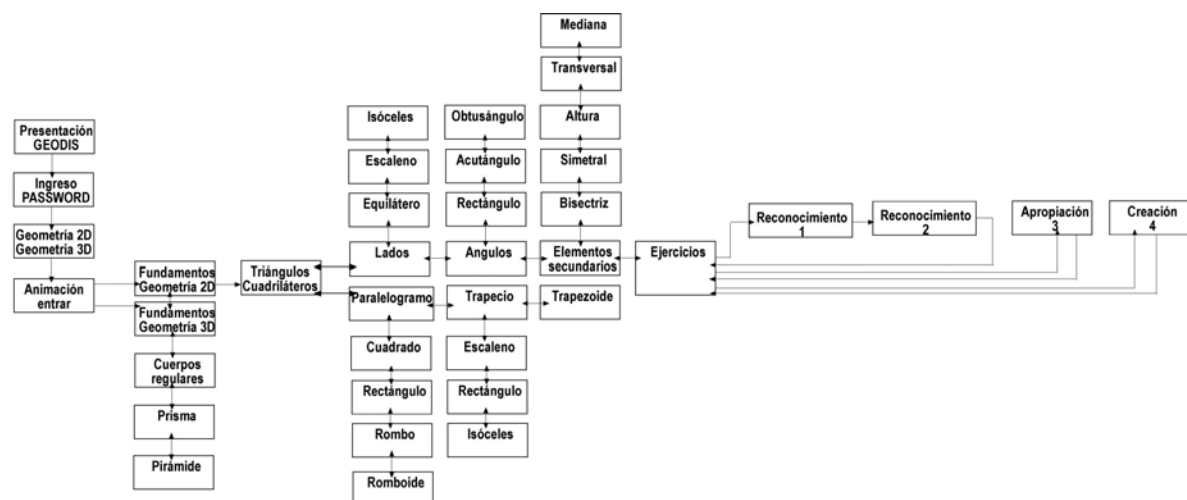 Presentación
GEODIS
Ingreso
PASSWORD
Geometría 2D
Geometría 3D
Animación
entrar
Fundamentos
Geometría 2D
Fundamentos
Geometría 3D
Cuerpos
regulares
Prisma
Pirámide
Triángulos
Cuadriláteros
Isóceles
Escaleno
Equilátero
Lados
Paralelogramo
Cuadrado
Rectángulo
Rombo
Romboide
Obtusángulo
Acutángulo
Rectángulo
Angulos
Trapecio
Escaleno
Rectángulo
Isóceles
Mediana
Transversal
Altura
Simetral
Bisectriz
Elementos
secundarios
Trapezoide
Ejercicios
Reconocimiento
1
Reconocimiento
2
Apropiación
3
Creación
4